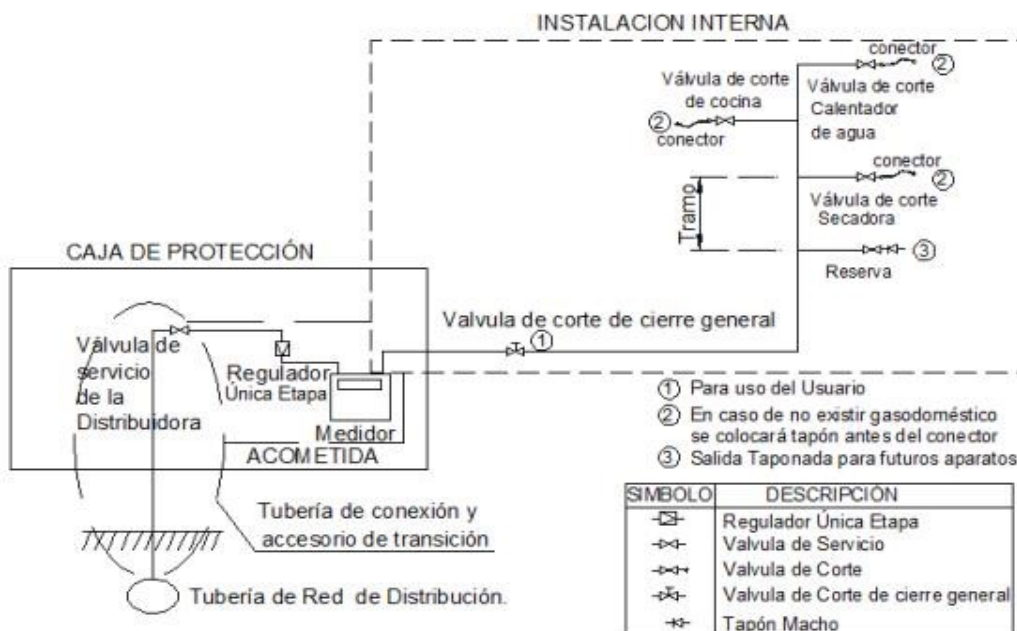 INSTALACION INTERNA
conector
②
Válvula de corte
de cocina
②
conector
Válvula de corte
Calentador
de agua
conector
②
Válvula de corte
Secadora
Tramo
③
Reserva
CAJA DE PROTECCIÓN
Valvula de corte de cierre general
①
Válvula de
servicio
de la
Distribuidora
Regulador
Única Etapa
Medidor
ACOMETIDA
① Para uso del Usuario
② En caso de no existir gasodoméstico
se colocará tapón antes del conector
③ Salida Taponada para futuros aparatos
Tubería de conexión y
accesorio de transición
Tubería de Red de Distribución.
SIMBOLO DESCRIPCIÓN
Regulador Única Etapa
Valvula de Servicio
Valvula de Corte
Valvula de Corte de cierre general
Tapón Macho